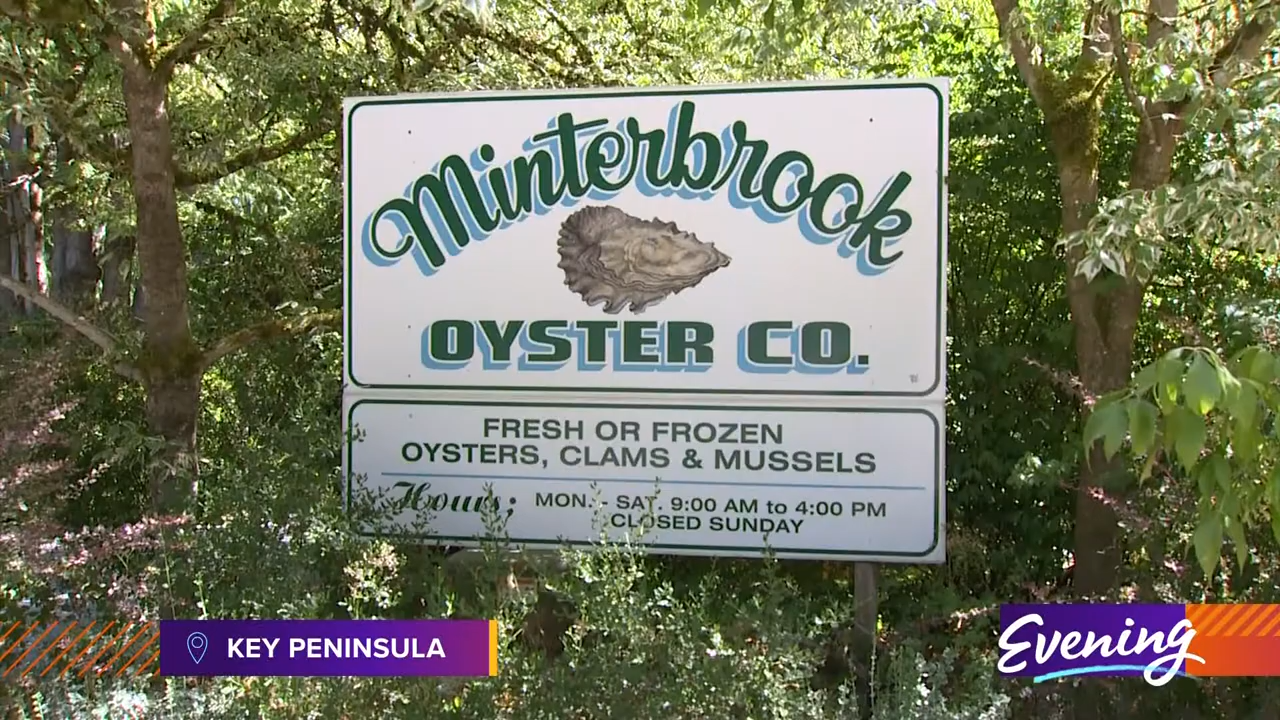 Minterbrook
OYSTER CO.
FRESH OR FROZEN
OYSTERS, CLAMS & MUSSELS
Hours; MON. - SAT. 9:00 AM to 4:00 PM
CLOSED SUNDAY
KEY PENINSULA
Evening